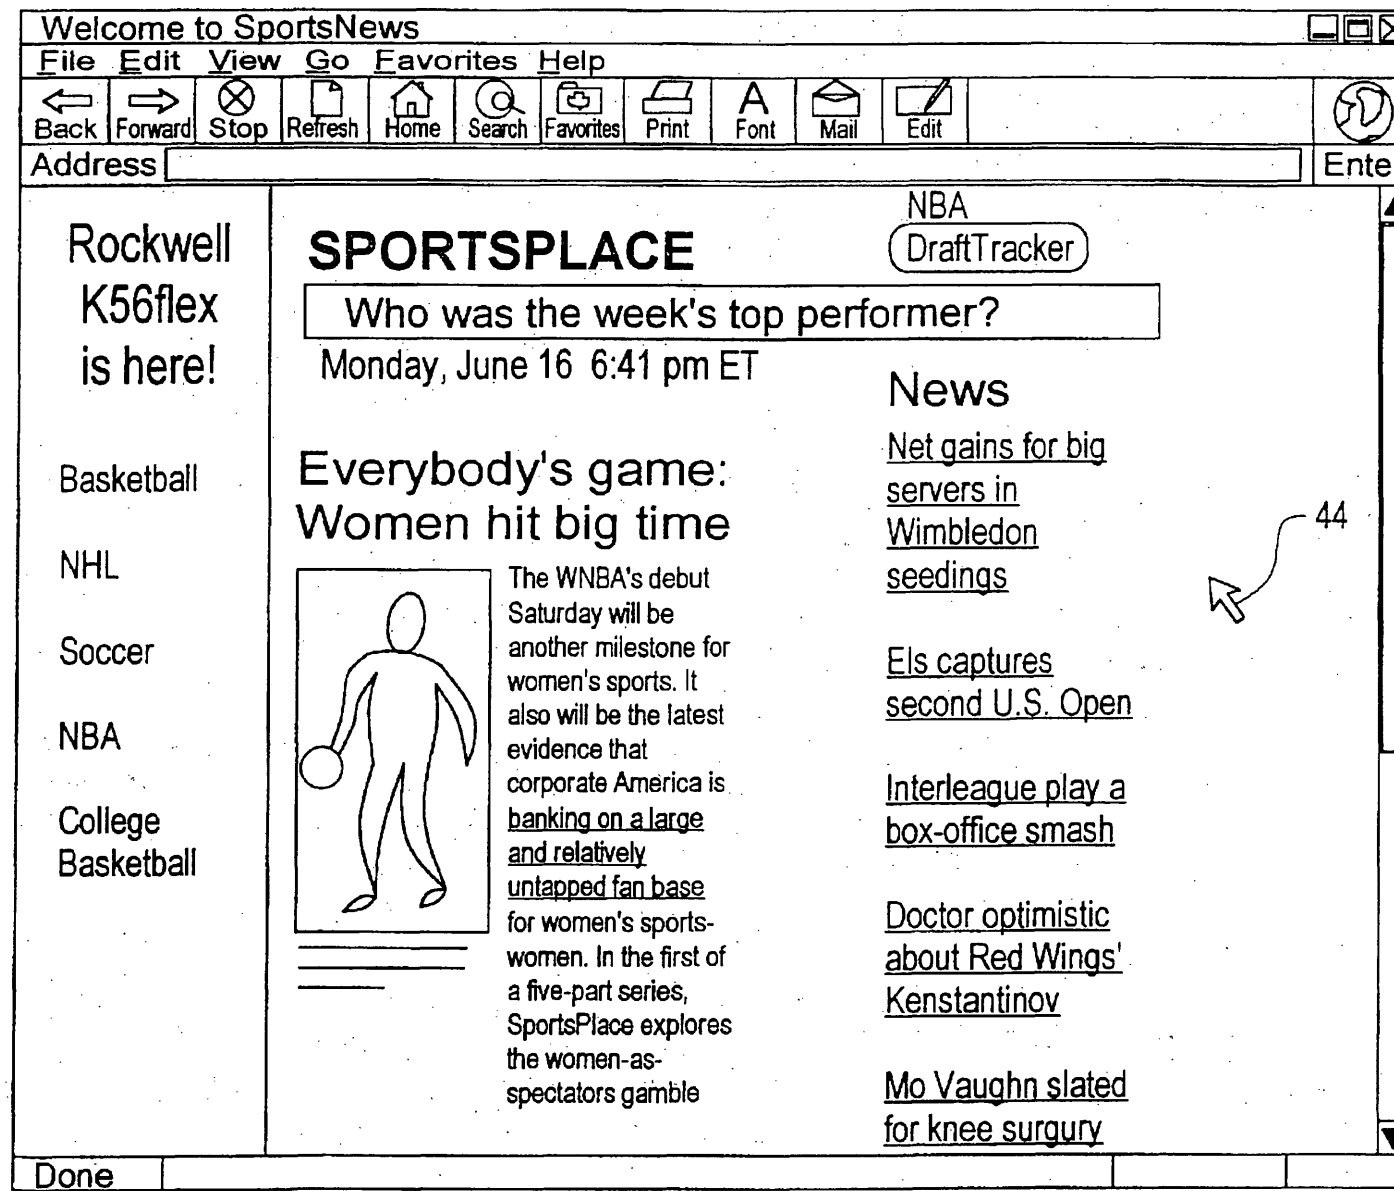 Welcome to SportsNews
File Edit View Go Favorites Help
Back Forward Stop Refresh Home Search Favorites Print Font Mail Edit
A
Address
Ente
Rockwell
K56flex
is here!
Basketball
NHL
Soccer
NBA
College
Basketball
SPORTSPLACE
NBA
DraftTracker
Who was the week's top performer?
Monday, June 16 6:41 pm ET
Everybody's game:
Women hit big time
The WNBA's debut
Saturday will be
another milestone for
women's sports. It
also will be the latest
evidence that
corporate America is
banking on a large
and relatively
untapped fan base
for women's sports-
women. In the first of
a five-part series,
SportsPlace explores
the women-as-
spectators gamble
News
Net gains for big
servers in
Wimbledon
seedings
Els captures
second U.S. Open
Interleague play a
box-office smash
Doctor optimistic
about Red Wings'
Kenstantinov
Mo Vaughn slated
for knee surgury
44
Done